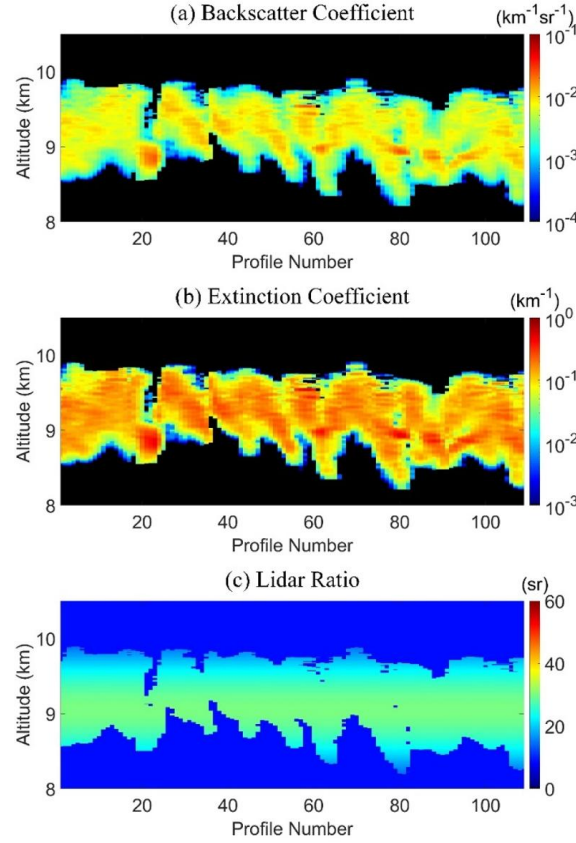 (a) Backscatter Coefficient
(km⁻¹sr⁻¹)
10⁻¹
10⁻²
10⁻³
10⁻⁴
Altitude (km)
10
9
8
20 40 60 80 100
Profile Number
(b) Extinction Coefficient
(km⁻¹)
10⁰
10⁻¹
10⁻²
10⁻³
Altitude (km)
10
9
8
20 40 60 80 100
Profile Number
(c) Lidar Ratio
(sr)
60
40
20
0
Altitude (km)
10
9
8
20 40 60 80 100
Profile Number